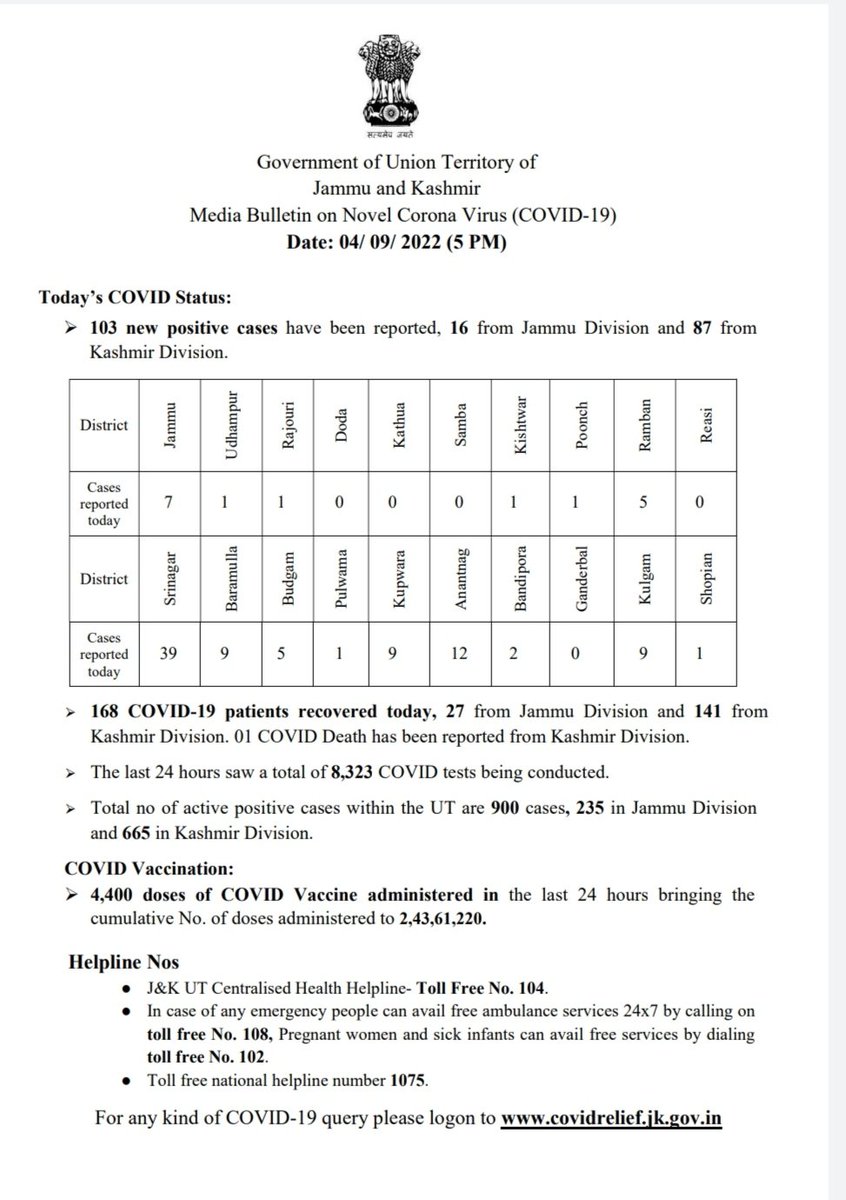 सत्यमेव जयते
Government of Union Territory of
Jammu and Kashmir
Media Bulletin on Novel Corona Virus (COVID-19)
Date: 04/ 09/ 2022 (5 PM)
Today’s COVID Status:
➢ 103 new positive cases have been reported, 16 from Jammu Division and 87 from
Kashmir Division.
District Jammu Udhampur Rajouri Doda Kathua Samba Kishtwar Poonch Ramban Reasi
Cases
reported 7 1 1 0 0 0 1 1 5 0
today
District Srinagar Baramulla Budgam Pulwama Kupwara Anantnag Bandipora Ganderbal Kulgam Shopian
Cases
reported 39 9 5 1 9 12 2 0 9 1
today
➢ 168 COVID-19 patients recovered today, 27 from Jammu Division and 141 from
Kashmir Division. 01 COVID Death has been reported from Kashmir Division.
➢ The last 24 hours saw a total of 8,323 COVID tests being conducted.
➢ Total no of active positive cases within the UT are 900 cases, 235 in Jammu Division
and 665 in Kashmir Division.
COVID Vaccination:
➢ 4,400 doses of COVID Vaccine administered in the last 24 hours bringing the
cumulative No. of doses administered to 2,43,61,220.
Helpline Nos
● J&K UT Centralised Health Helpline- Toll Free No. 104.
● In case of any emergency people can avail free ambulance services 24x7 by calling on
toll free No. 108, Pregnant women and sick infants can avail free services by dialing
toll free No. 102.
● Toll free national helpline number 1075.
For any kind of COVID-19 query please logon to www.covidrelief.jk.gov.in